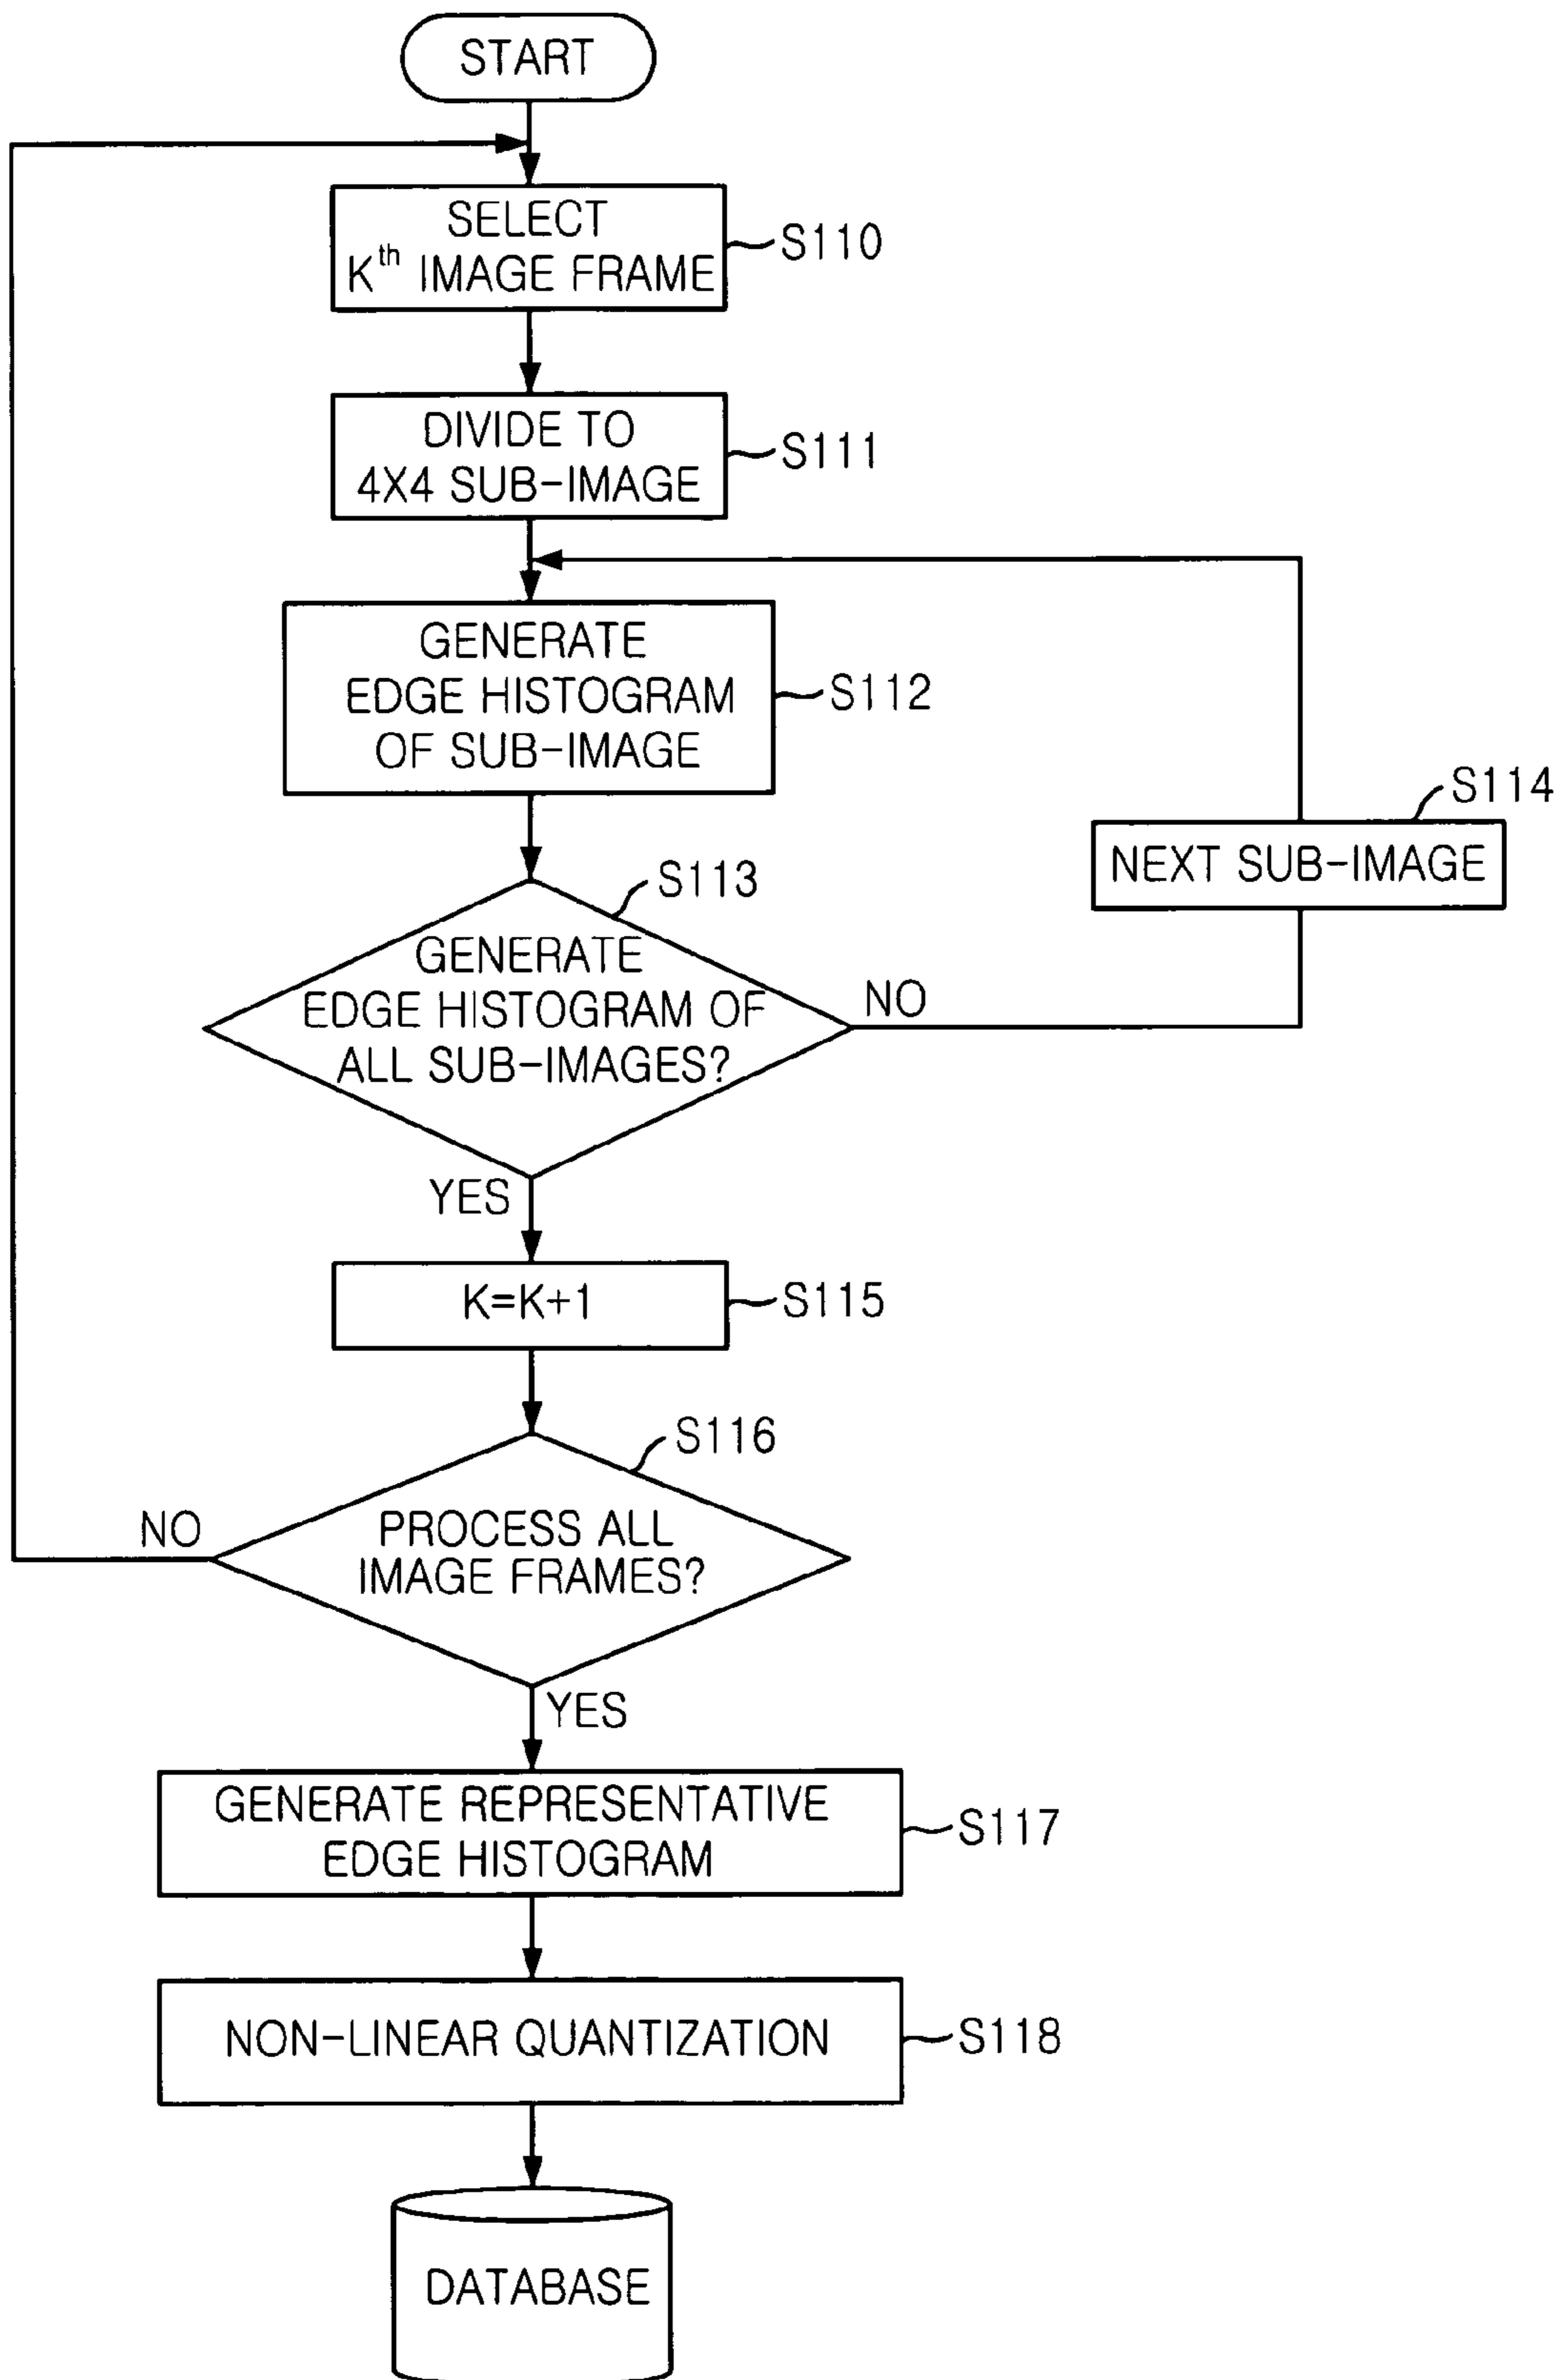 START
SELECT
Kth IMAGE FRAME
S110
DIVIDE TO
4X4 SUB-IMAGE
S111
GENERATE
EDGE HISTOGRAM
OF SUB-IMAGE
S112
S114
NEXT SUB-IMAGE
S113
GENERATE
EDGE HISTOGRAM OF
ALL SUB-IMAGES?
NO
YES
K=K+1
S115
S116
PROCESS ALL
IMAGE FRAMES?
NO
YES
GENERATE REPRESENTATIVE
EDGE HISTOGRAM
S117
NON-LINEAR QUANTIZATION
S118
DATABASE